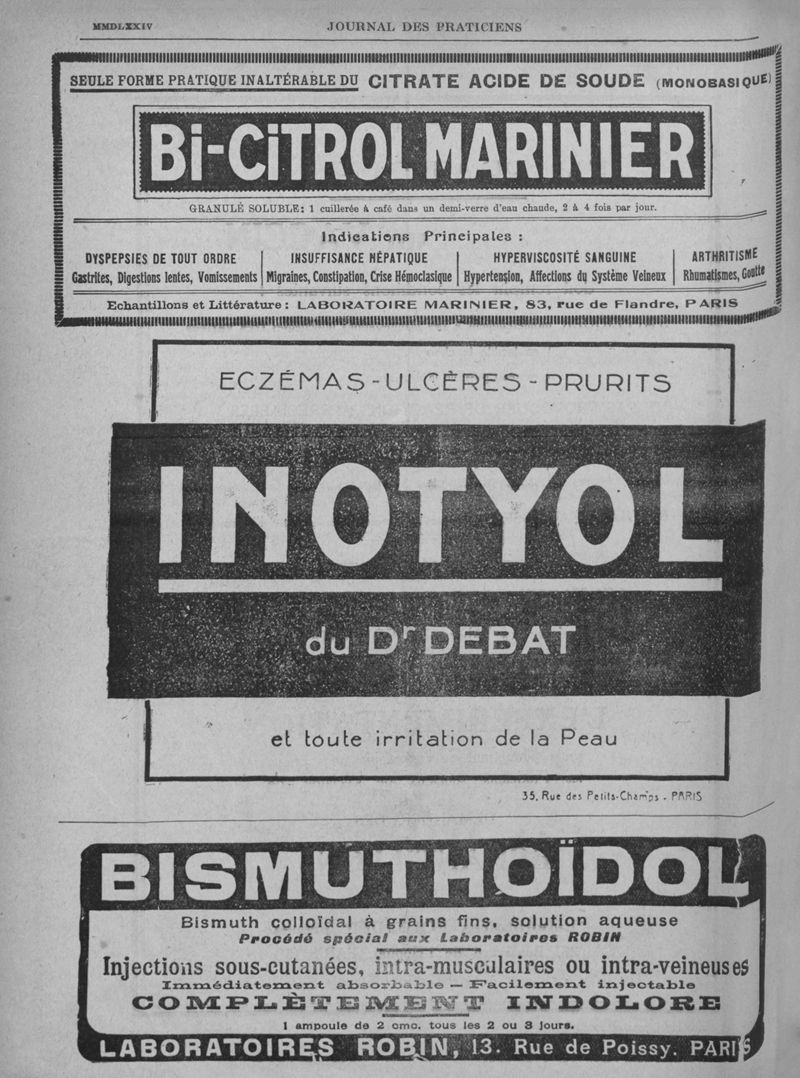 MMDLXXIV
JOURNAL DES PRATICIENS
SEULE FORME PRATIQUE INALTÉRABLE DU CITRATE ACIDE DE SOUDE (MONOBASIQUE)
Bi-CiTROL MARINIER
GRANULÉ SOLUBLE: 1 cuillerée à café dans un demi-verre d'eau chaude, 2 à 4 fois par jour.
Indications Principales :
DYSPEPSIES DE TOUT ORDRE
Gastrites, Digestions lentes, Vomissements
INSUFFISANCE HÉPATIQUE
Migraines, Constipation, Crise Hémoclasique
HYPERVISCOSITÉ SANGUINE
Hypertension, Affections du Système Veineux
ARTHRITISME
Rhumatismes, Goutte
Echantillons et Littérature : LABORATOIRE MARINIER, 83, rue de Flandre, PARIS
ECZÉMAS - ULCÈRES - PRURITS
INOTYOL
du Dr DEBAT
et toute irritation de la Peau
35, Rue des Petits-Champs . PARIS
BISMUTHOÏDOL
Bismuth colloïdal à grains fins, solution aqueuse
Procédé spécial aux Laboratoires ROBIN
Injections sous-cutanées, intra-musculaires ou intra-veineuses
Immédiatement absorbable — Facilement injectable
COMPLÈTEMENT INDOLORE
1 ampoule de 2 cmc. tous les 2 ou 3 jours.
LABORATOIRES ROBIN, 13. Rue de Poissy. PARIS